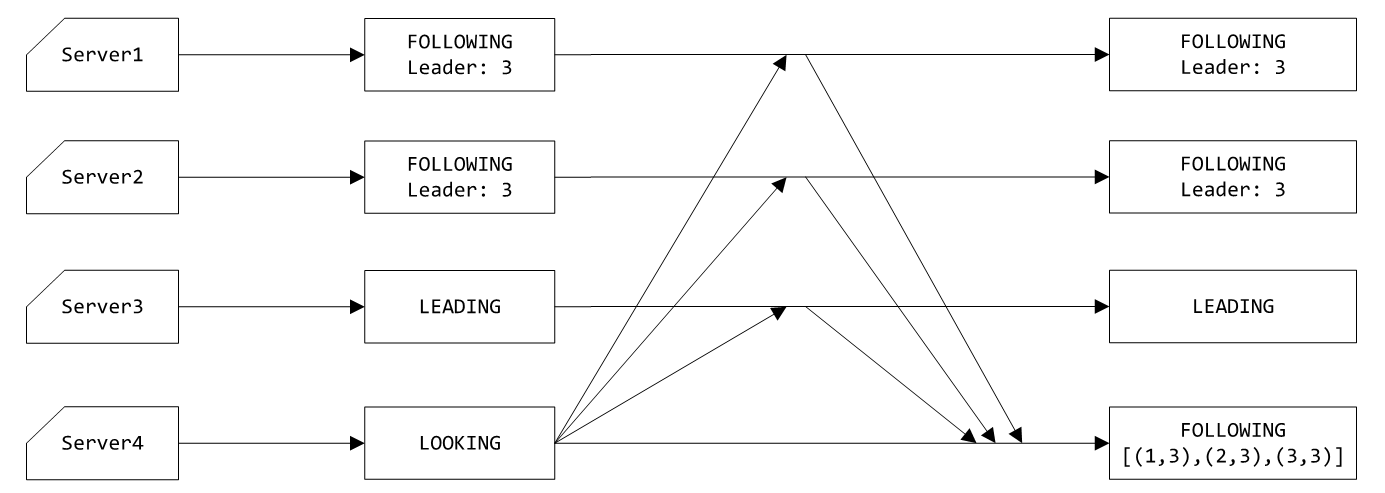 Server1
FOLLOWING
Leader: 3
FOLLOWING
Leader: 3
Server2
FOLLOWING
Leader: 3
FOLLOWING
Leader: 3
Server3
LEADING
LEADING
Server4
LOOKING
FOLLOWING
[(1,3),(2,3),(3,3)]